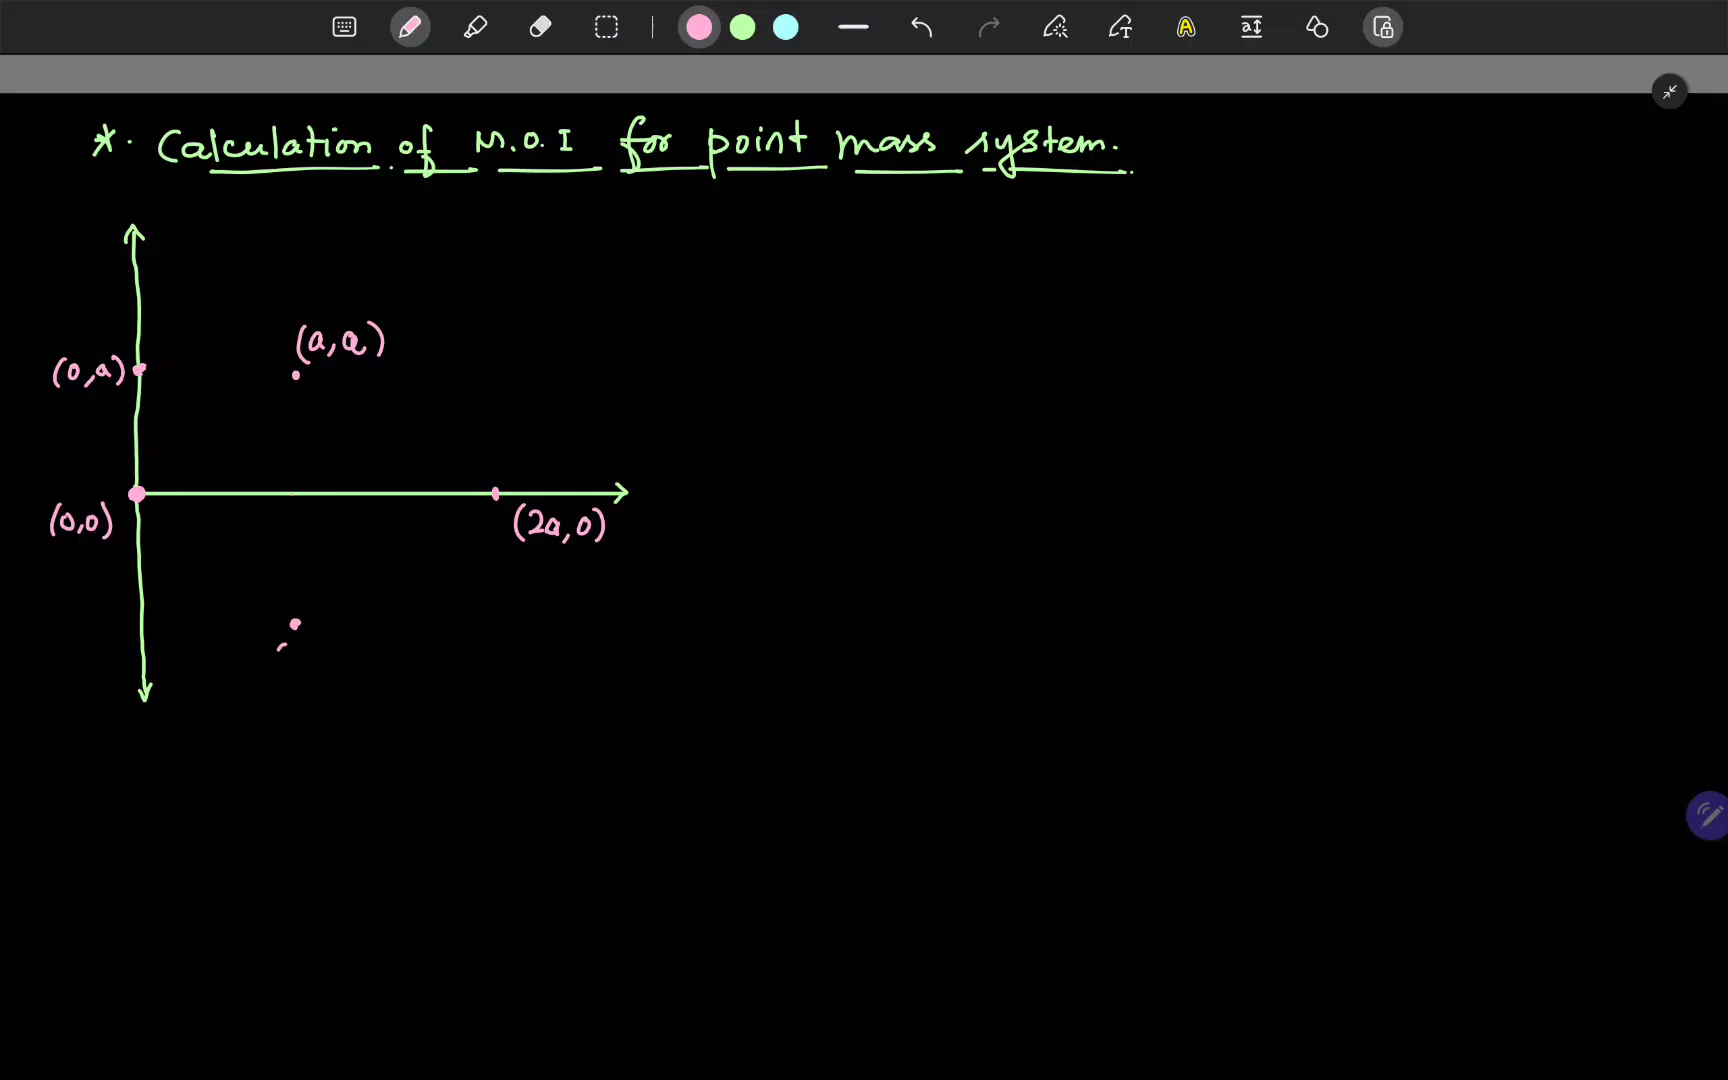 *. Calculation of M.O.I for point mass system.
(a,a)
(0,a)
(0,0)
(2a,0)